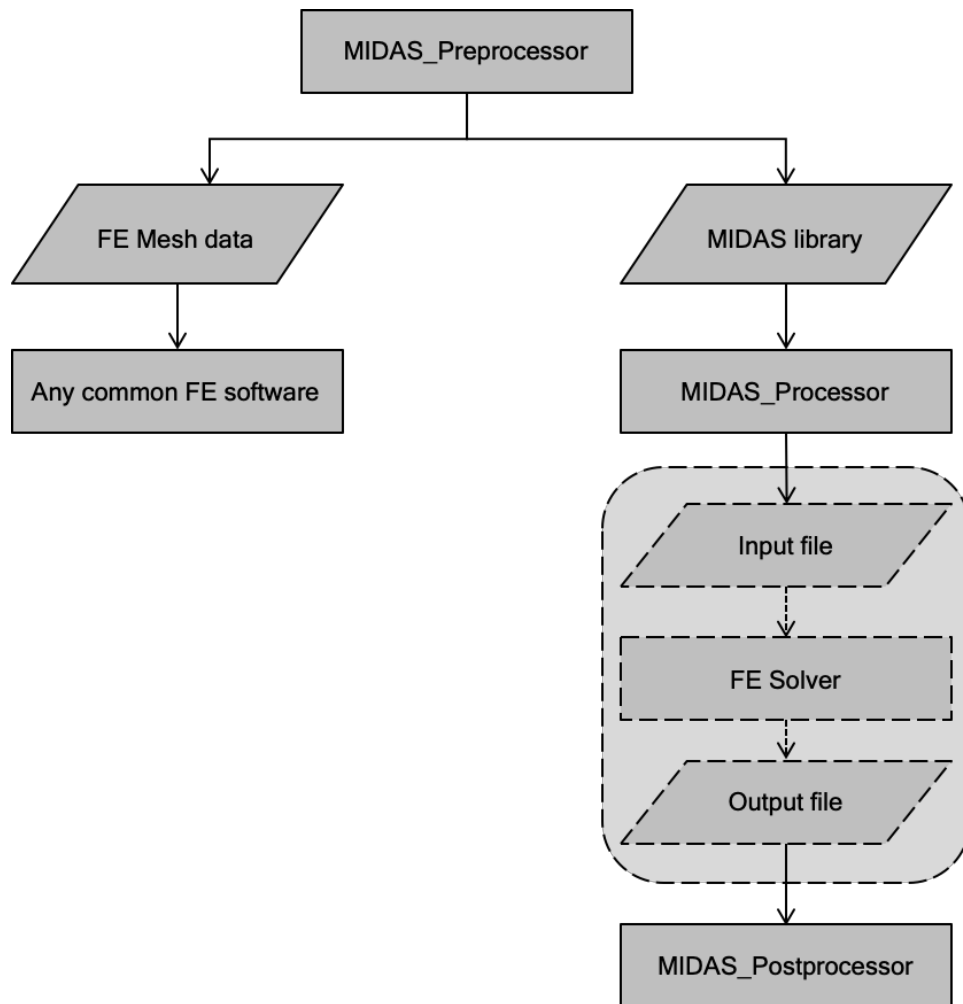 MIDAS_Preprocessor
FE Mesh data
MIDAS library
Any common FE software
MIDAS_Processor
Input file
FE Solver
Output file
MIDAS_Postprocessor